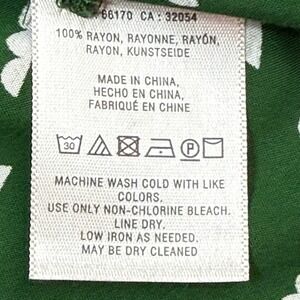 66170 CA : 32054
100% RAYON, RAYONNE, RAYÓN,
RAYON, KUNSTSEIDE
MADE IN CHINA,
HECHO EN CHINA,
FABRIQUÉ EN CHINE
30 P
MACHINE WASH COLD WITH LIKE
COLORS.
USE ONLY NON-CHLORINE BLEACH.
LINE DRY.
LOW IRON AS NEEDED.
MAY BE DRY CLEANED